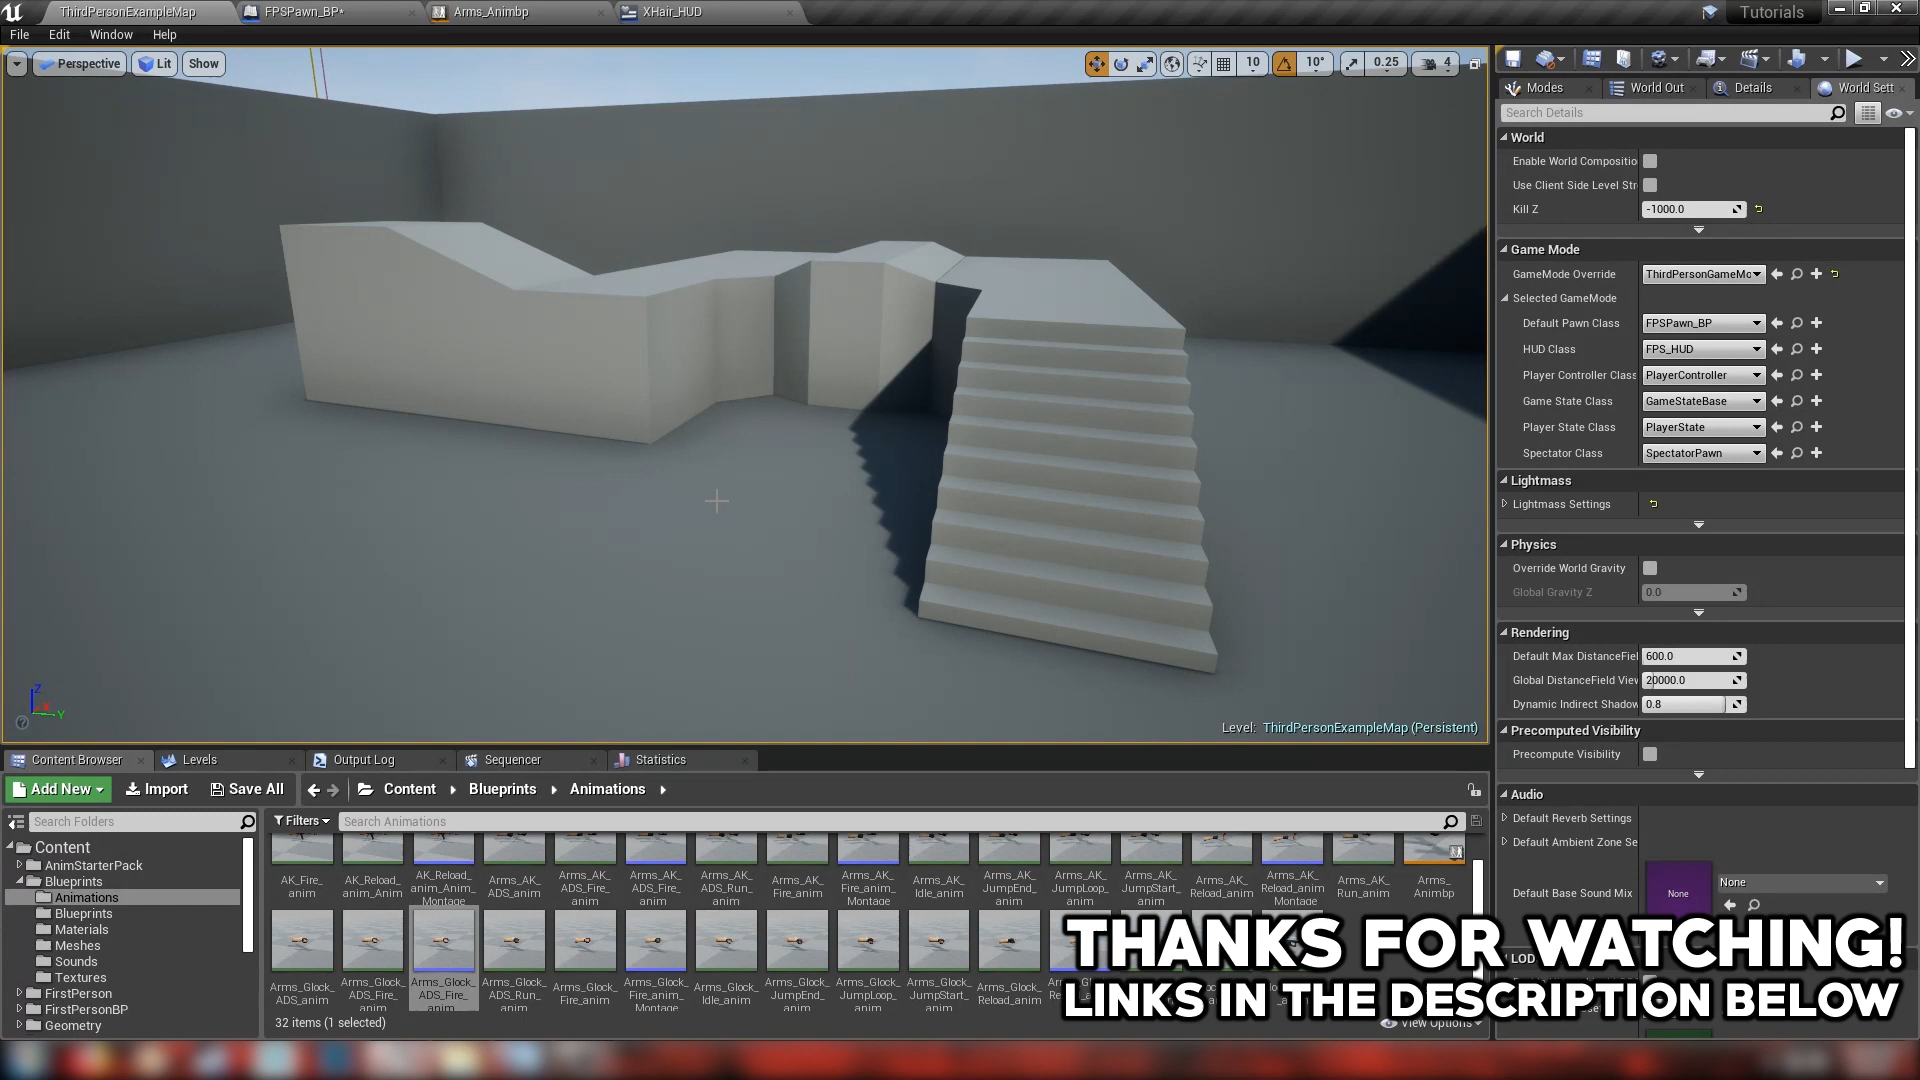 ThirdPersonExampleMap
FPSPawn_BP*
Arms_Animbp
XHair_HUD
Tutorials
File Edit Window Help
Perspective Lit Show
10 10° 0.25 4
Modes World Out Details World Sett
Search Details
World
Enable World Compositio
Use Client Side Level Str
Kill Z -1000.0
Game Mode
GameMode Override ThirdPersonGameMo
Selected GameMode
Default Pawn Class FPSPawn_BP
HUD Class FPS_HUD
Player Controller Class PlayerController
Game State Class GameStateBase
Player State Class PlayerState
Spectator Class SpectatorPawn
Lightmass
Lightmass Settings
Physics
Override World Gravity
Global Gravity Z 0.0
Rendering
Default Max DistanceFiel 600.0
Global DistanceField View 20000.0
Dynamic Indirect Shadow 0.8
Precomputed Visibility
Precompute Visibility
Audio
Default Reverb Settings
Default Ambient Zone Se
Default Base Sound Mix None None
LOD
Z X Y
Level: ThirdPersonExampleMap (Persistent)
Content Browser Levels Output Log Sequencer Statistics
Add New Import Save All Content Blueprints Animations
Search Folders
Filters Search Animations
Content
AnimStarterPack
Blueprints
Animations
Blueprints
Materials
Meshes
Sounds
Textures
FirstPerson
FirstPersonBP
Geometry
AK_Fire_
anim
AK_Reload_
anim
AK_Reload_
anim_Anim_
Montage
Arms_AK_
ADS_anim
Arms_AK_
ADS_Fire_
anim
Arms_AK_
ADS_Fire_
anim
Arms_AK_
ADS_Run_
anim
Arms_AK_
Fire_anim
Arms_AK_
Fire_anim_
Montage
Arms_AK_
Idle_anim
Arms_AK_
JumpEnd_
anim
Arms_AK_
JumpLoop_
anim
Arms_AK_
JumpStart_
anim
Arms_AK_
Reload_anim
Arms_AK_
Reload_anim_
Montage
Arms_AK_
Run_anim
Arms_
Animbp
Arms_Glock_
ADS_anim
Arms_Glock_
ADS_Fire_
anim
Arms_Glock_
ADS_Fire_
anim_
Arms_Glock_
ADS_Run_
anim
Arms_Glock_
Fire_anim
Arms_Glock_
Fire_anim_
Montage
Arms_Glock_
Idle_anim
Arms_Glock_
JumpEnd_
anim
Arms_Glock_
JumpLoop_
anim
Arms_Glock_
JumpStart_
anim
Arms_Glock_
Reload_anim
32 items (1 selected)
View Options
THANKS FOR WATCHING!
LINKS IN THE DESCRIPTION BELOW